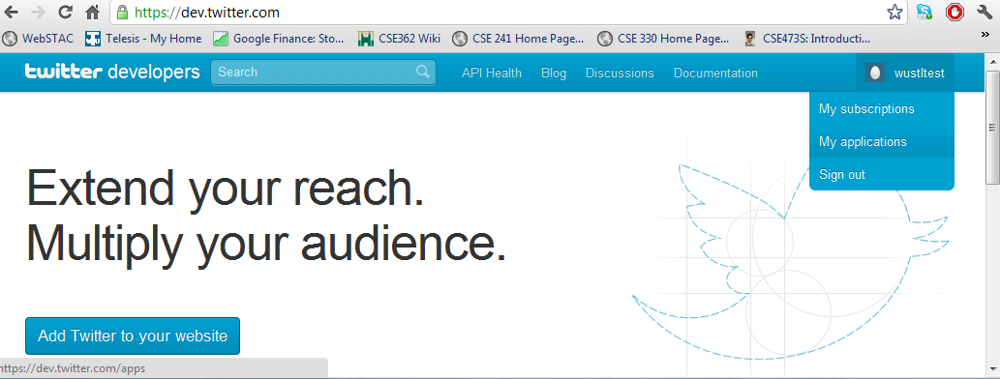 https://dev.twitter.com
WebSTAC Telesis - My Home Google Finance: Sto... CSE362 Wiki CSE 241 Home Page... CSE 330 Home Page... CSE473S: Introducti... »
twitter developers Search API Health Blog Discussions Documentation wustltest
My subscriptions
My applications
Sign out
Extend your reach.
Multiply your audience.
Add Twitter to your website
https://dev.twitter.com/apps